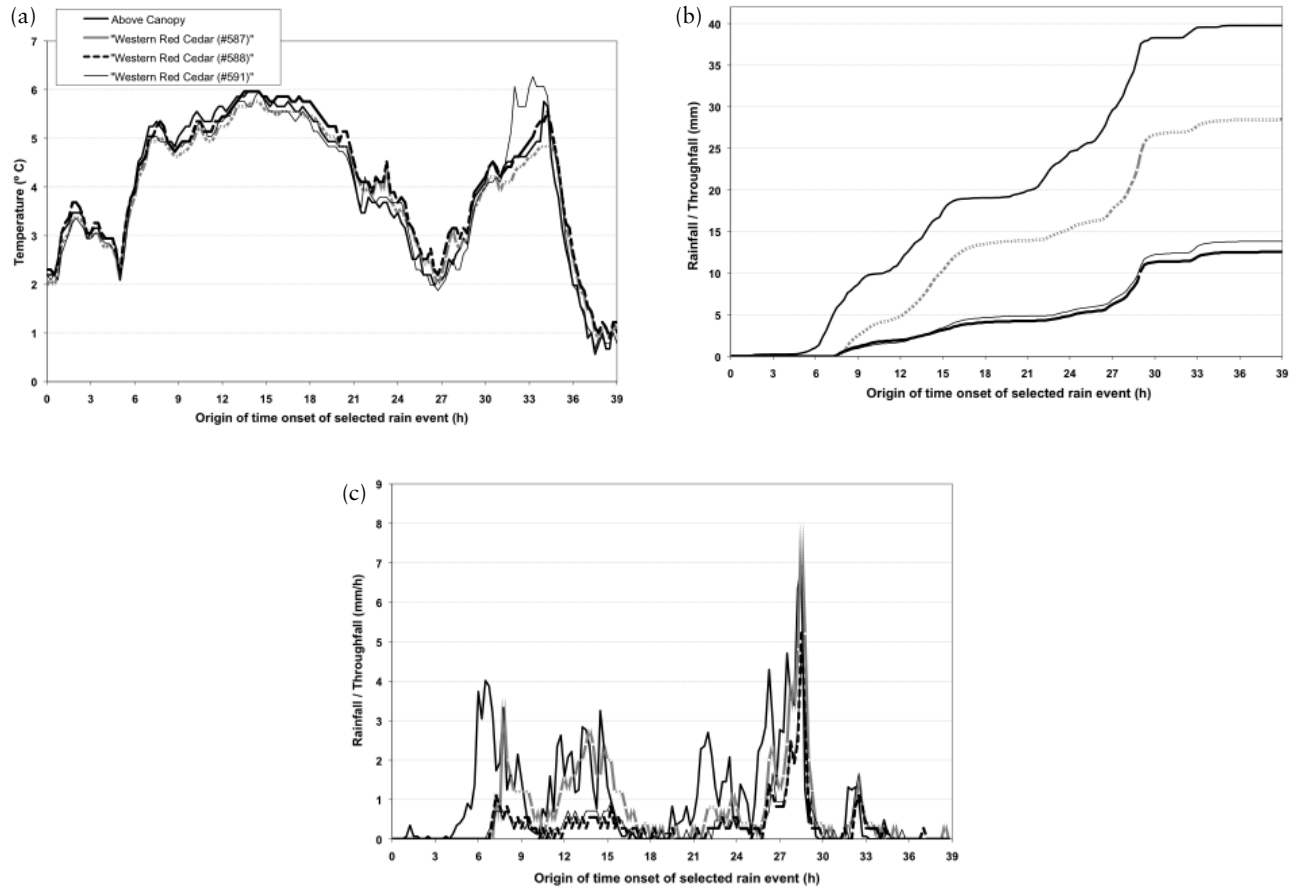 (a)
Above Canopy
"Western Red Cedar (#587)"
"Western Red Cedar (#588)"
"Western Red Cedar (#591)"
7
6
5
4
3
2
1
0
Temperature (º C)
0 3 6 9 12 15 18 21 24 27 30 33 36 39
Origin of time onset of selected rain event (h)
(b)
40
35
30
25
20
15
10
5
0
Rainfall / Throughfall (mm)
0 3 6 9 12 15 18 21 24 27 30 33 36 39
Origin of time onset of selected rain event (h)
(c)
9
8
7
6
5
4
3
2
1
0
Rainfall / Throughfall (mm/h)
0 3 6 9 12 15 18 21 24 27 30 33 36 39
Origin of time onset of selected rain event (h)